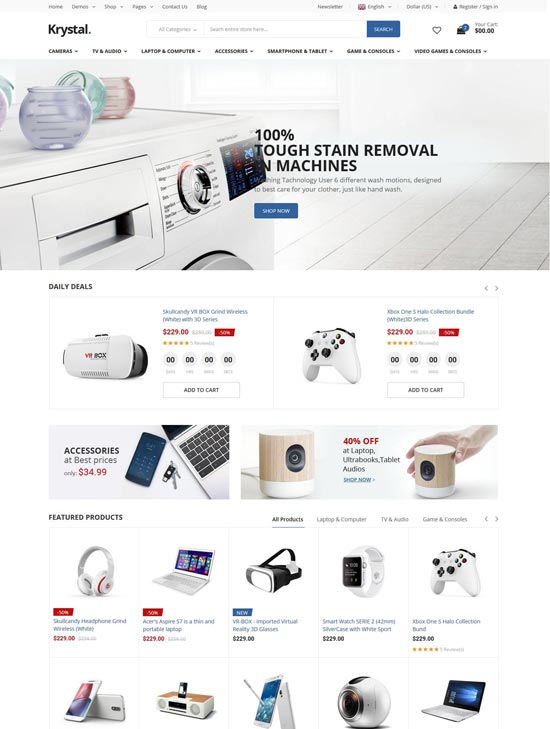 Home Demos Shop Pages Contact Us Blog Newsletter English Dollar (US) Register / Sign in
Krystal.
All Categories Search entire store here... SEARCH
2
Your Cart:
$00.00
CAMERAS TV & AUDIO LAPTOP & COMPUTER ACCESSORIES SMARTPHONE & TABLET GAME & CONSOLES VIDEO GAMES & CONSOLES
100%
TOUGH STAIN REMOVAL
IN MACHINES
Washing Tachnology User 6 different wash motions, designed
to best care for your clother, just like hand wash.
SHOP NOW
DAILY DEALS
Skullcandy VR BOX Grind Wireless
(White) with 3D Series
$229.00 $259.00 -50%
5 Review(s)
00 00 00 00
DAYS HRS MINS SECS
ADD TO CART
VR BOX
Xbox One S Halo Collection Bundle
(White)3D Series
$229.00 $259.00 -50%
5 Review(s)
00 00 00 00
DAYS HRS MINS SECS
ADD TO CART
ACCESSORIES
at Best prices
only: $34.99
40% OFF
at Laptop,
Ultrabooks,Tablet
Audios
SHOP NOW
FEATURED PRODUCTS
All Products Laptop & Computer TV & Audio Game & Consoles
-50%
Skullcandy Headphone Grind
Wireless (White)
$229.00 $259.00
-50%
Acer's Aspire S7 is a thin and
portable laptop
$229.00 $259.00
NEW
VR-BOX - Imported Virtual
Reality 3D Glasses
$229.00
Smart Watch SERIE 2 (42mm)
SilverCase with White Sport
$229.00
Xbox One S Halo Collection
Bund
$229.00
5 Review(s)